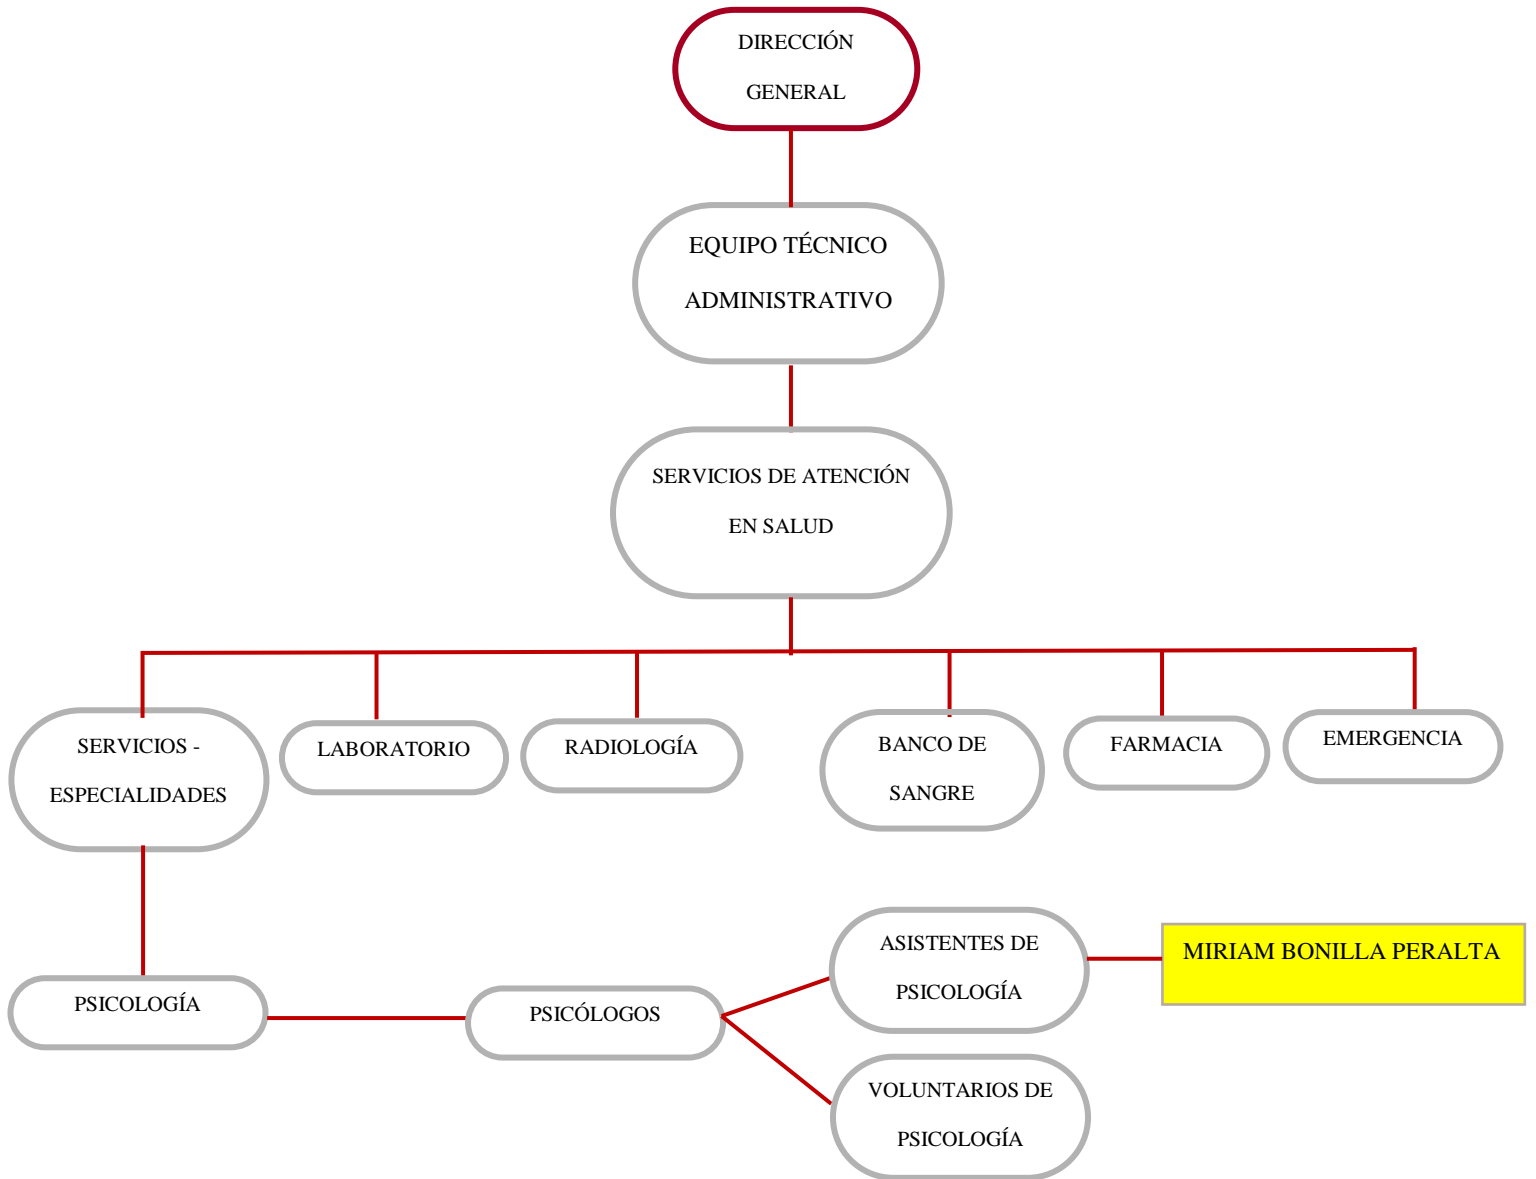 DIRECCIÓN
GENERAL
EQUIPO TÉCNICO
ADMINISTRATIVO
SERVICIOS DE ATENCIÓN
EN SALUD
SERVICIOS -
ESPECIALIDADES
LABORATORIO
RADIOLOGÍA
BANCO DE
SANGRE
FARMACIA
EMERGENCIA
PSICOLOGÍA
PSICÓLOGOS
ASISTENTES DE
PSICOLOGÍA
MIRIAM BONILLA PERALTA
VOLUNTARIOS DE
PSICOLOGÍA